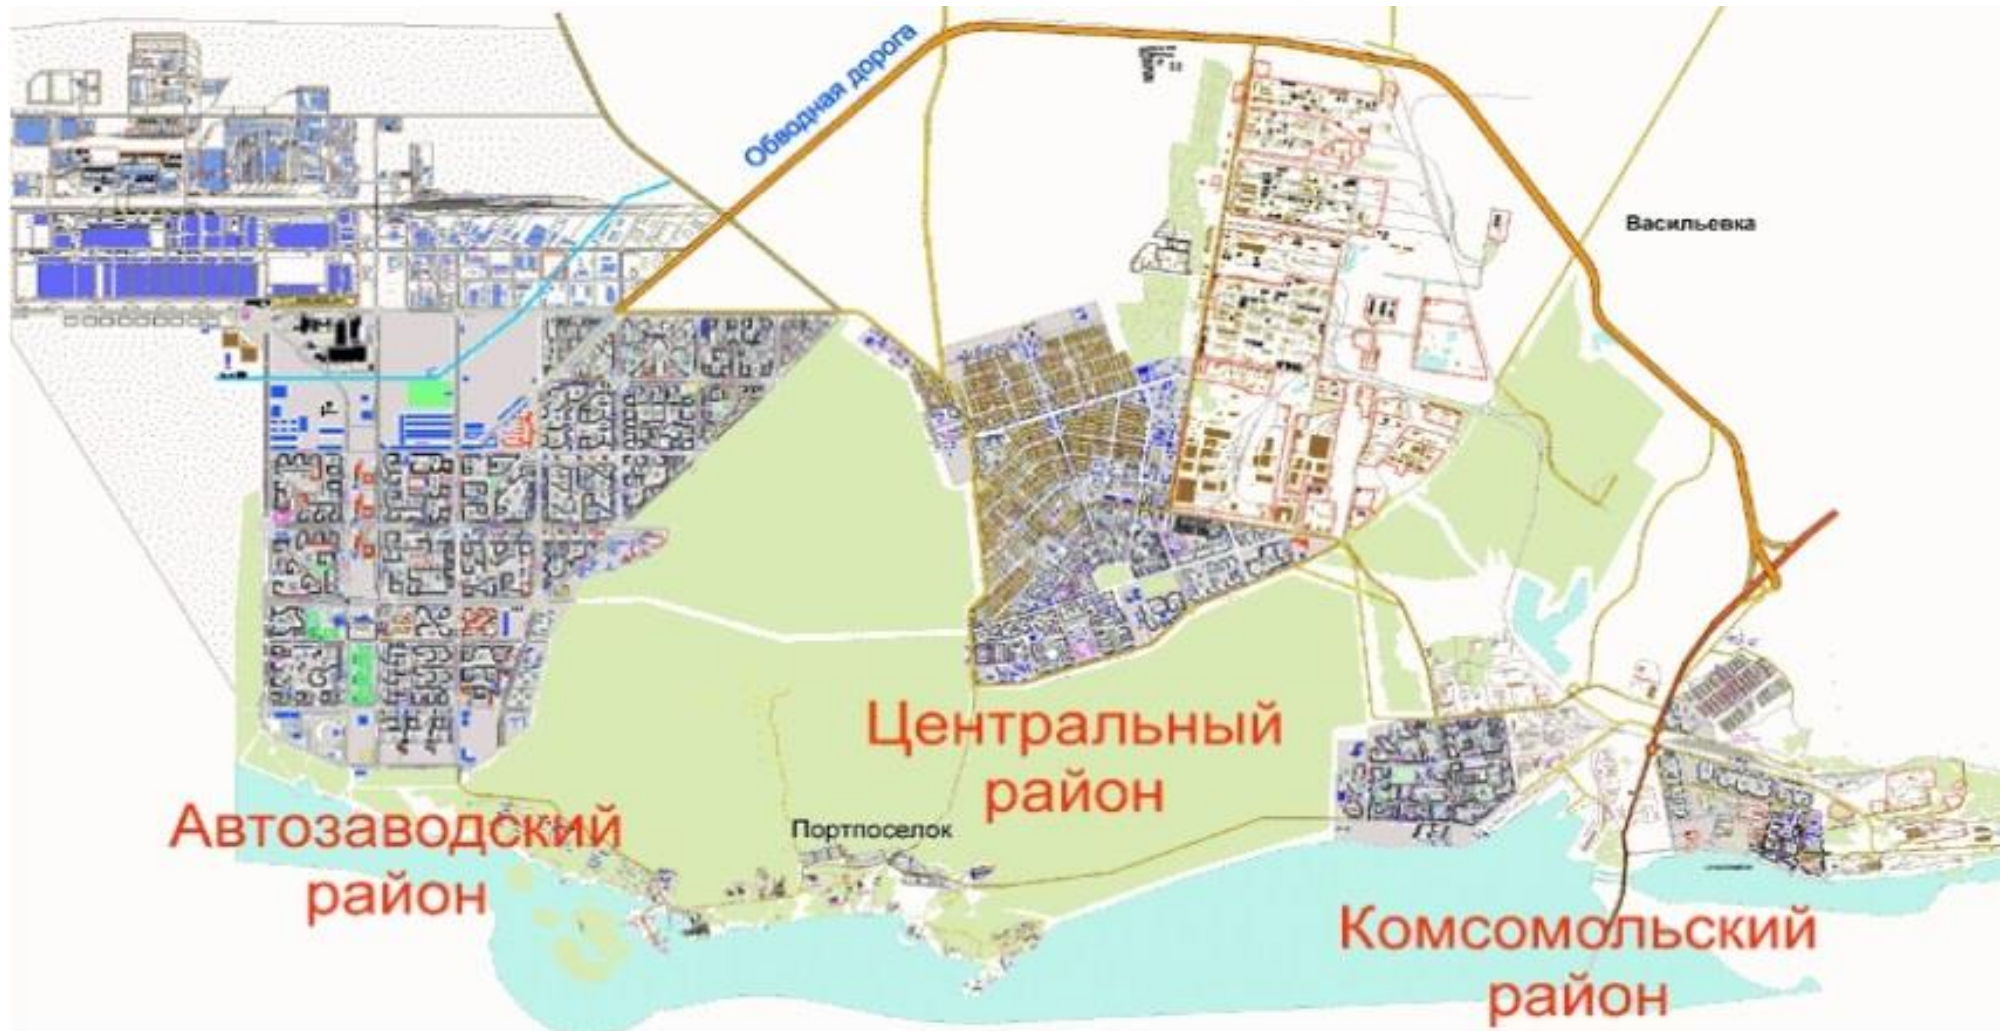 Обводная дорога
Васильевка
Центральный
район
Автозаводский
район
Портпоселок
Комсомольский
район